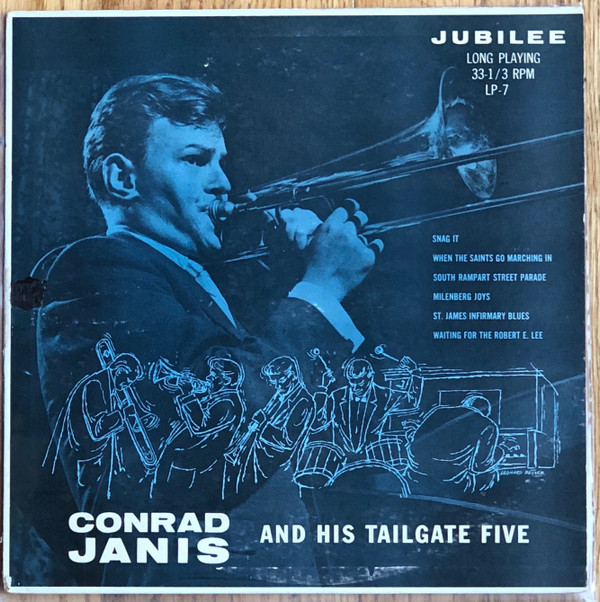 JUBILEE
LONG PLAYING
33-1/3 RPM
LP-7
SNAG IT
WHEN THE SAINTS GO MARCHING IN
SOUTH RAMPART STREET PARADE
MILENBERG JOYS
ST. JAMES INFIRMARY BLUES
WAITING FOR THE ROBERT E. LEE
CONRAD
JANIS
AND HIS TAILGATE FIVE